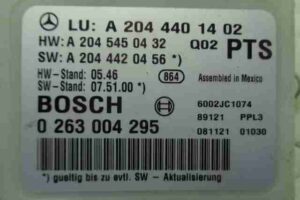 LU: A 204 440 14 02
HW: A 204 545 04 32 Q02 PTS
SW: A 204 442 04 56 *)
HW-Stand: 05.46 864 Assembled in Mexico
SW-Stand: 07.51.00 *)
BOSCH 6002JC1074
0 263 004 295 89121 PPL3
081121 01030
*) gueltig bis zu evtl. SW - Aktualisierung